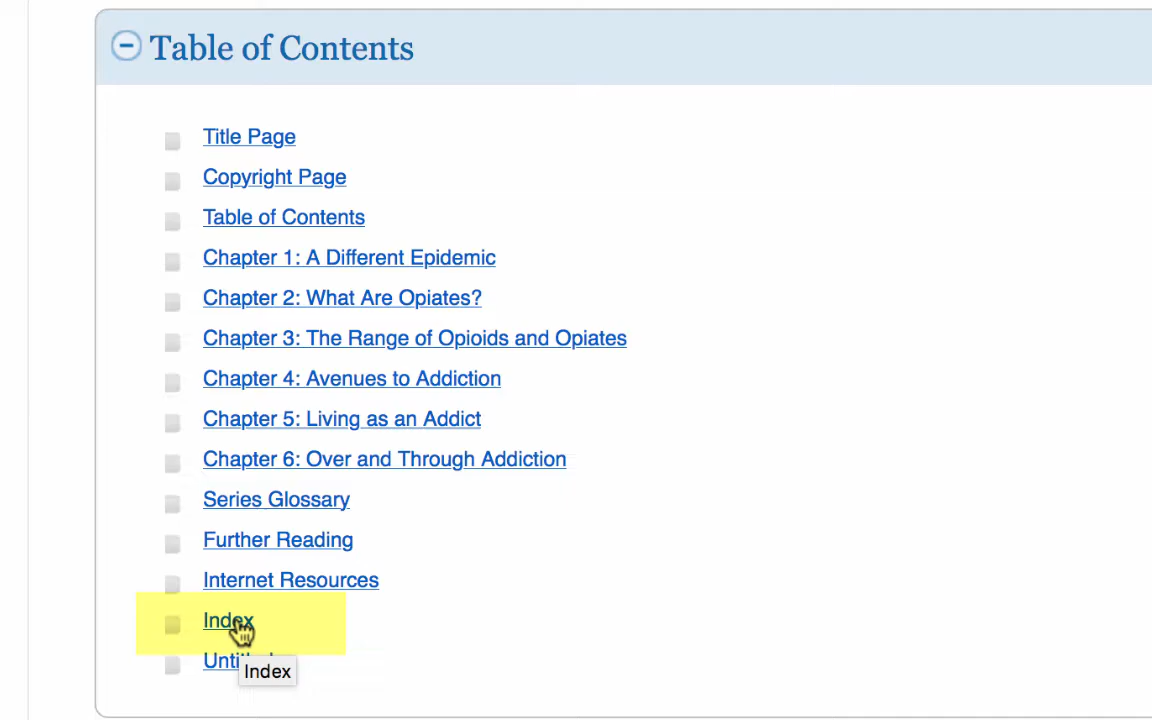 Table of Contents
Title Page
Copyright Page
Table of Contents
Chapter 1: A Different Epidemic
Chapter 2: What Are Opiates?
Chapter 3: The Range of Opioids and Opiates
Chapter 4: Avenues to Addiction
Chapter 5: Living as an Addict
Chapter 6: Over and Through Addiction
Series Glossary
Further Reading
Internet Resources
Index
Index